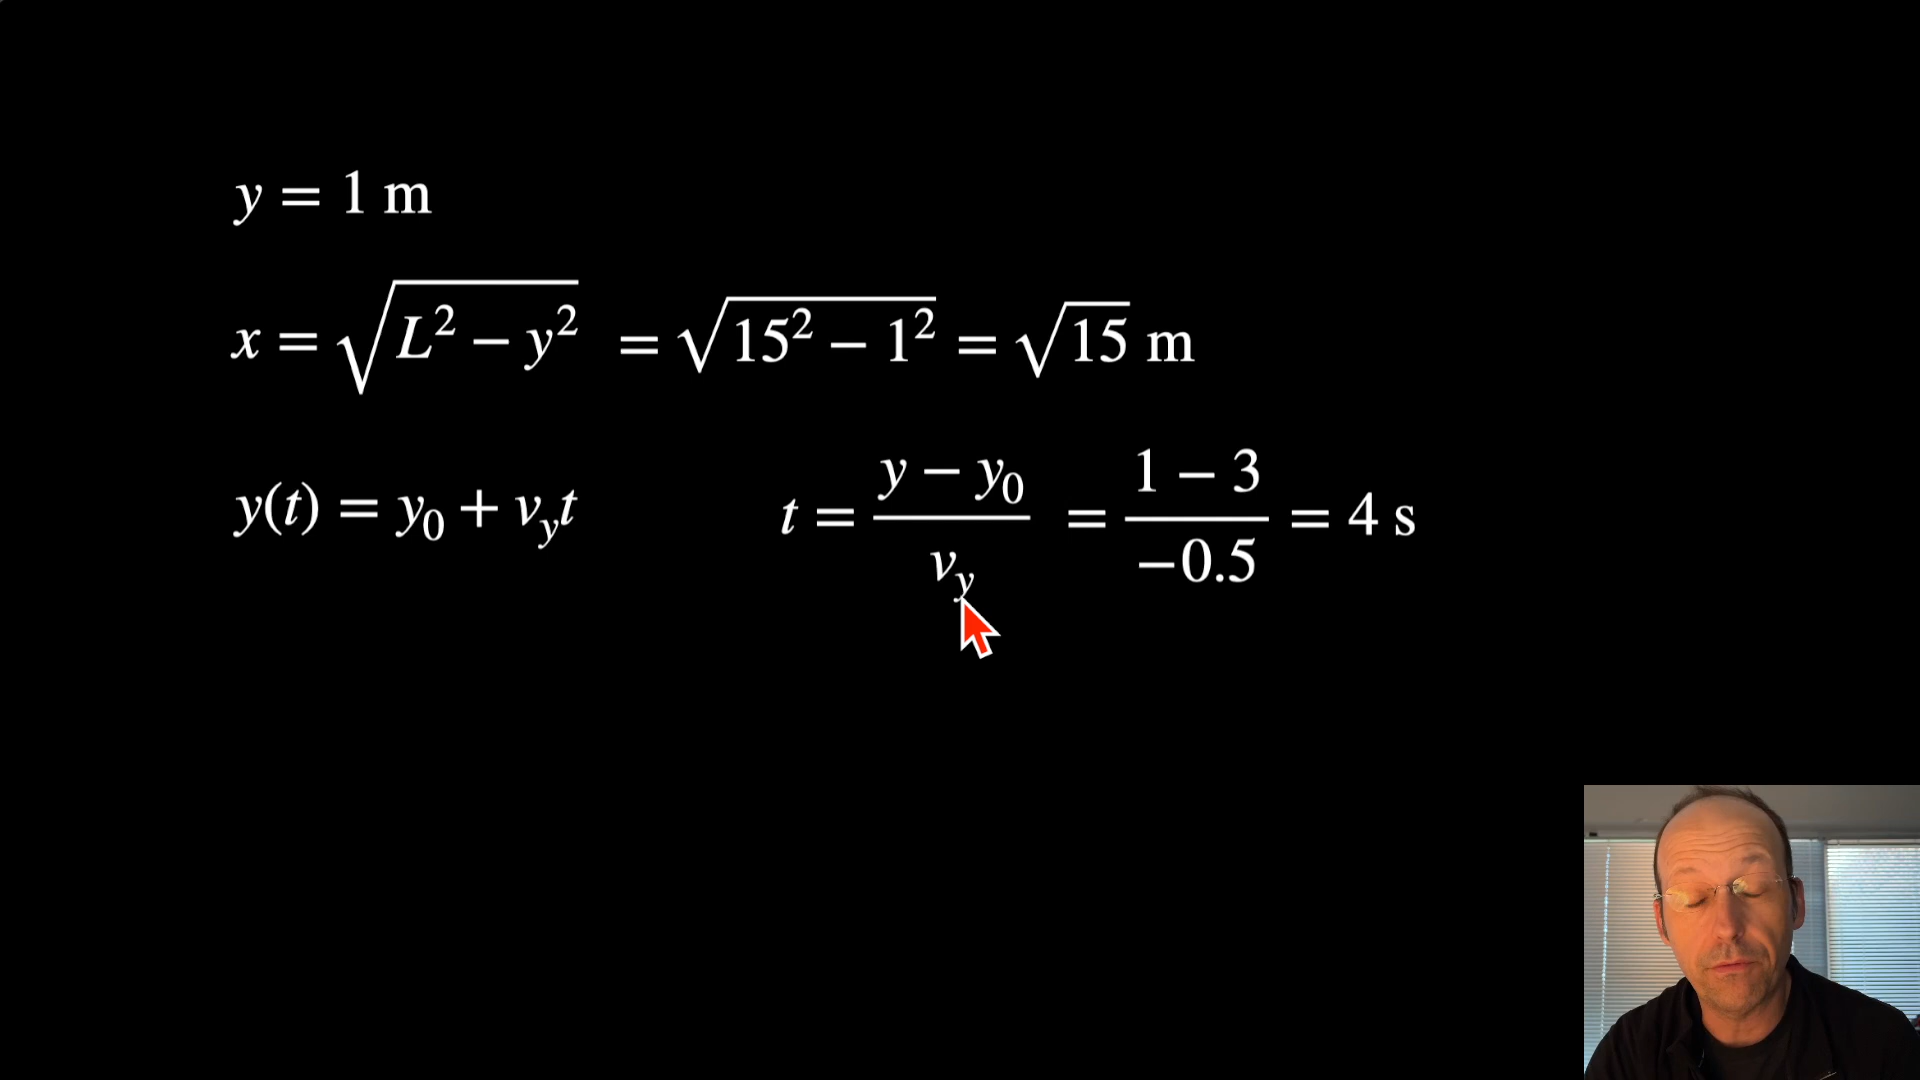 y = 1 m
x = √(L² − y²) = √(15² − 1²) = √15 m
y(t) = y₀ + v_y t    t = (y − y₀)/v_y = (1 − 3)/(−0.5) = 4 s